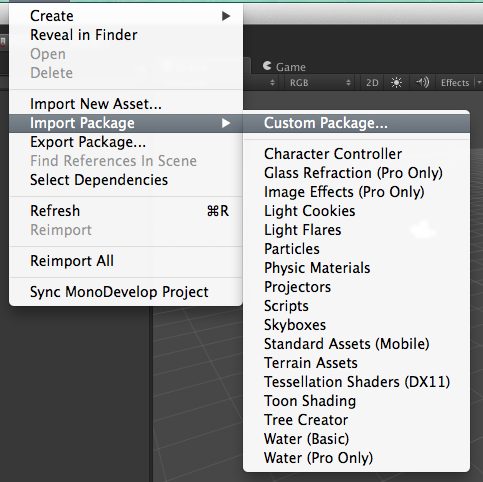 Create
Reveal in Finder
Open
Delete
Import New Asset...
Import Package
Export Package...
Find References In Scene
Select Dependencies
Refresh ⌘R
Reimport
Reimport All
Sync MonoDevelop Project
Game
RGB 2D Effects
Custom Package...
Character Controller
Glass Refraction (Pro Only)
Image Effects (Pro Only)
Light Cookies
Light Flares
Particles
Physic Materials
Projectors
Scripts
Skyboxes
Standard Assets (Mobile)
Terrain Assets
Tessellation Shaders (DX11)
Toon Shading
Tree Creator
Water (Basic)
Water (Pro Only)